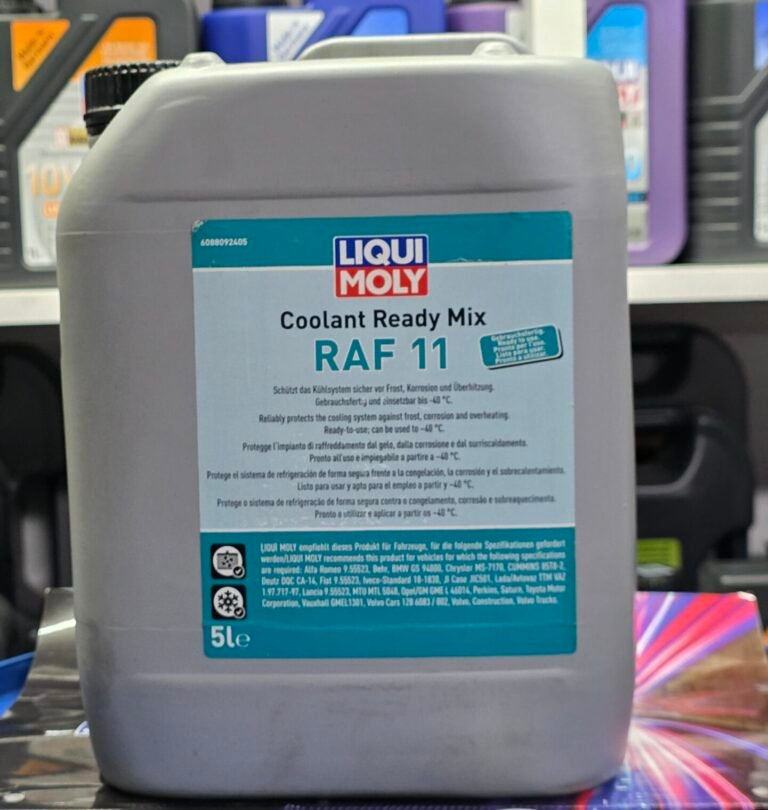 6088092405
LIQUI
MOLY
Coolant Ready Mix
RAF 11
Gebrauchsfertig.
Ready to use.
Pronto per l'uso.
Listo para usar.
Pronto a utilizar.
Schützt das Kühlsystem sicher vor Frost, Korrosion und Überhitzung.
Gebrauchsfertig und einsetzbar bis -40 °C.
Reliably protects the cooling system against frost, corrosion and overheating.
Ready-to-use; can be used to -40 °C.
Protegge l'impianto di raffreddamento dal gelo, dalla corrosione e dal surriscaldamento.
Pronto all'uso e impiegabile a partire a -40 °C.
Protege el sistema de refrigeración de forma segura frente a la congelación, la corrosión y el sobrecalentamiento.
Listo para usar y apto para el empleo a partir y -40 °C.
Protege o sistema de refrigeração de forma segura contra o congelamento, corrosão e sobreaquecimento.
Pronto a utilizar e aplicar a partir os -40 °C.
LIQUI MOLY empfiehlt dieses Produkt für Fahrzeuge, für die folgende Spezifikationen gefordert
werden/LIQUI MOLY recommends this product for vehicles for which the following specifications
are required: Alfa Romeo 9.55523, Behr, BMW GS 94000, Chrysler MS-7170, CUMMINS
Deutz DQC CA-14, Fiat 9.55523, Iveco-Standard 18-1830, JI Case JIC501, Lada/Avtovaz TTM VAZ
1.97.717-97, Lancia 9.55523, MTU MTL 5048, Opel/GM GME L 46014, Perkins, Saturn, Toyota Motor
Corporation, Vauxhall GMEL1301, Volvo Cars 128 6083 / 002, Volvo, Construction, Volvo Trucks.
5l e